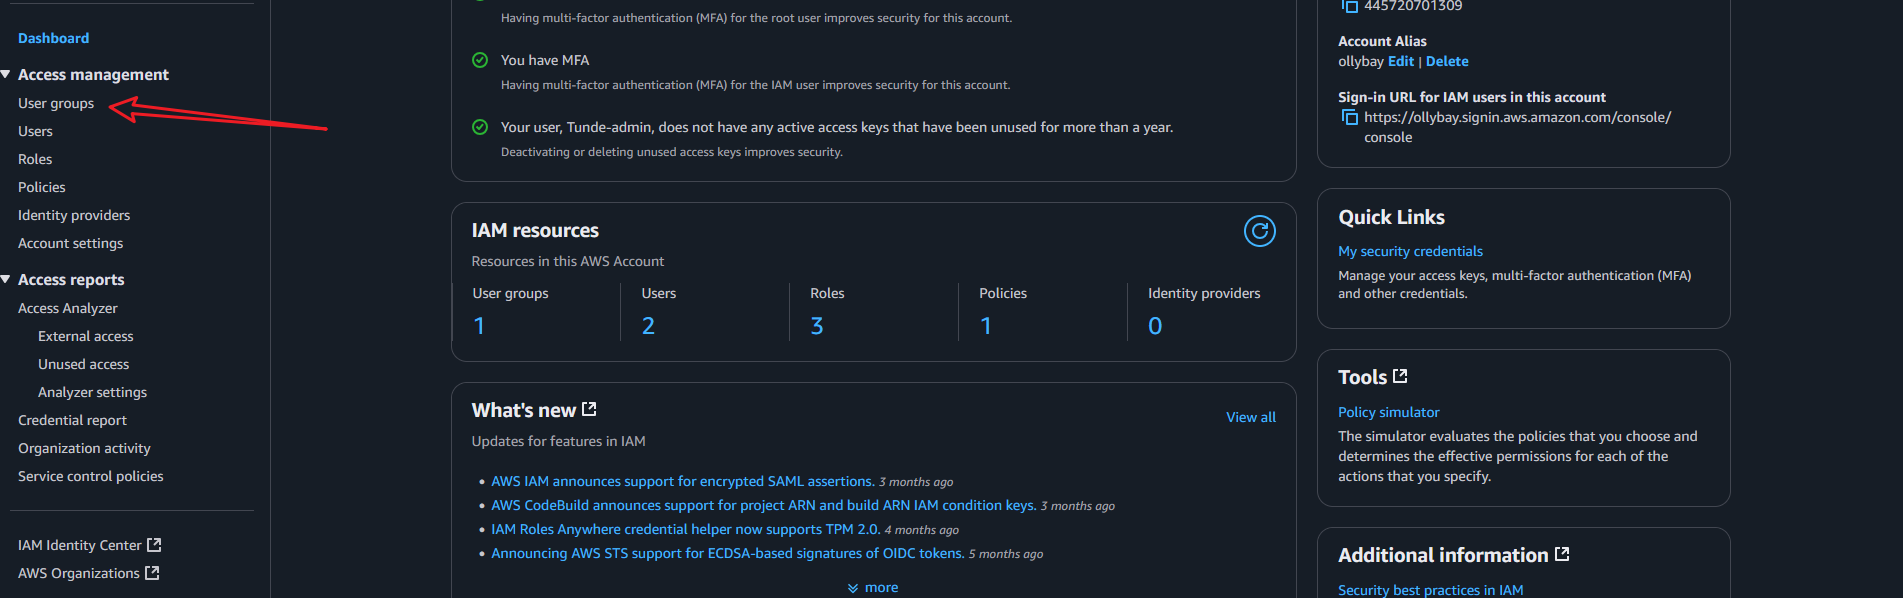 Dashboard
Access management
User groups
Users
Roles
Policies
Identity providers
Account settings
Access reports
Access Analyzer
External access
Unused access
Analyzer settings
Credential report
Organization activity
Service control policies
IAM Identity Center
AWS Organizations
Having multi-factor authentication (MFA) for the root user improves security for this account.
You have MFA
Having multi-factor authentication (MFA) for the IAM user improves security for this account.
Your user, Tunde-admin, does not have any active access keys that have been unused for more than a year.
Deactivating or deleting unused access keys improves security.
IAM resources
Resources in this AWS Account
User groups Users Roles Policies Identity providers
1 2 3 1 0
What's new
View all
Updates for features in IAM
• AWS IAM announces support for encrypted SAML assertions. 3 months ago
• AWS CodeBuild announces support for project ARN and build ARN IAM condition keys. 3 months ago
• IAM Roles Anywhere credential helper now supports TPM 2.0. 4 months ago
• Announcing AWS STS support for ECDSA-based signatures of OIDC tokens. 5 months ago
more
445720701309
Account Alias
ollybay Edit | Delete
Sign-in URL for IAM users in this account
https://ollybay.signin.aws.amazon.com/console/
console
Quick Links
My security credentials
Manage your access keys, multi-factor authentication (MFA)
and other credentials.
Tools
Policy simulator
The simulator evaluates the policies that you choose and
determines the effective permissions for each of the
actions that you specify.
Additional information
Security best practices in IAM